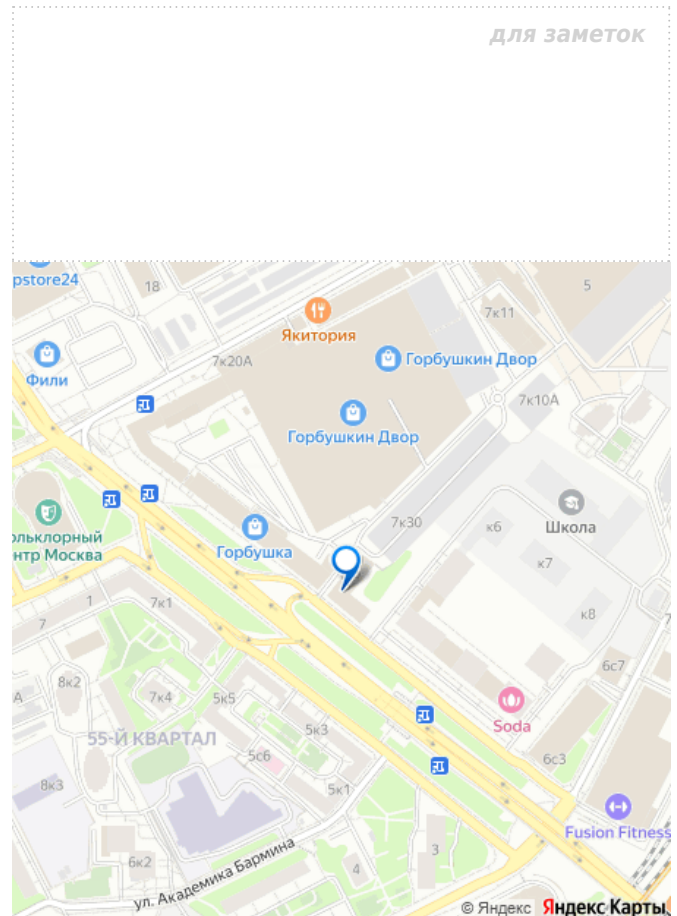 для заметок
pstore24
18
5
Якитория
7к11
Фили
7к20А
Горбушкин Двор
7к10А
Горбушкин Двор
7к30
к6
Школа
ольклорный
нтр Москва
Горбушка
к7
1
7к1
7
к8
7
6с7
8к2
А
7к4
5к5
Soda
55-Й КВАРТАЛ
5к3
5с6
6с3
8к3
5к1
Fusion Fitness
6к2
ул. Академика Бармина
4
3
© Яндекс Яндекс Карты